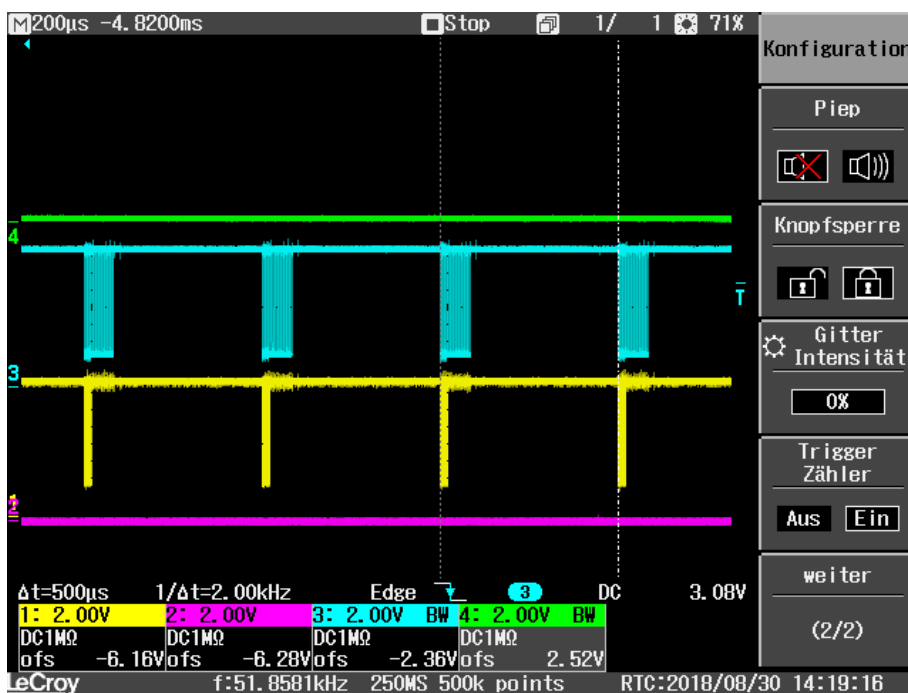 M 200µs -4.8200ms Stop 1/ 1 71%
Konfiguration
Piep
Knopfsperre
Gitter
Intensität
0%
Trigger
Zähler
Aus Ein
weiter
(2/2)
4
T
3
1
2
Δt=500µs 1/Δt=2.00kHz Edge 3 DC 3.08V
1: 2.00V 2: 2.00V 3: 2.00V BW 4: 2.00V BW
DC1MΩ DC1MΩ DC1MΩ DC1MΩ
ofs -6.16V ofs -6.28V ofs -2.36V ofs 2.52V
LeCroy f:51.8581kHz 250MS 500k points RTC:2018/08/30 14:19:16